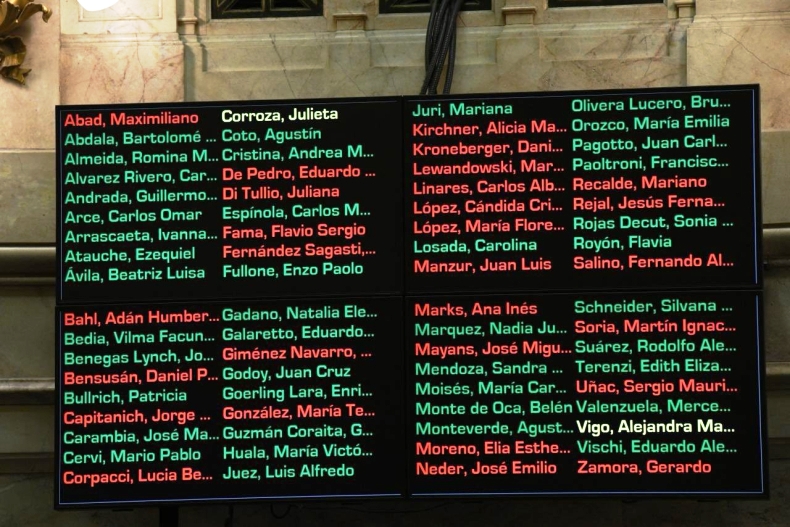 Abad, Maximiliano
Abdala, Bartolomé ...
Almeida, Romina M...
Alvarez Rivero, Car...
Andrada, Guillermo...
Arce, Carlos Omar
Arrascaeta, Ivanna...
Atauche, Ezequiel
Ávila, Beatriz Luisa
Corroza, Julieta
Coto, Agustín
Cristina, Andrea M...
De Pedro, Eduardo ...
Di Tullio, Juliana
Espínola, Carlos M...
Fama, Flavio Sergio
Fernández Sagasti,...
Fullone, Enzo Paolo
Juri, Mariana
Kirchner, Alicia Ma...
Kroneberger, Dani...
Lewandowski, Mar...
Linares, Carlos Alb...
López, Cándida Cri...
López, María Flore...
Losada, Carolina
Manzur, Juan Luis
Olivera Lucero, Bru...
Orozco, María Emilia
Pagotto, Juan Carl...
Paoltroni, Francisc...
Recalde, Mariano
Rejal, Jesús Ferna...
Rojas Decut, Sonia ...
Royón, Flavia
Salino, Fernando Al...
Bahl, Adán Humber...
Bedia, Vilma Facun...
Benegas Lynch, Jo...
Bensusán, Daniel P...
Bullrich, Patricia
Capitanich, Jorge ...
Carambia, José Ma...
Cervi, Mario Pablo
Corpacci, Lucia Be...
Gadano, Natalia Ele...
Galaretto, Eduardo...
Giménez Navarro, ...
Godoy, Juan Cruz
Goerling Lara, Enri...
González, María Te...
Guzmán Coraita, G...
Huala, María Victó...
Juez, Luis Alfredo
Marks, Ana Inés
Marquez, Nadia Ju...
Mayans, José Migu...
Mendoza, Sandra ...
Moisés, María Car...
Monte de Oca, Belén
Monteverde, Agust...
Moreno, Elia Esthe...
Neder, José Emilio
Schneider, Silvana ...
Soria, Martín Ignac...
Suárez, Rodolfo Ale...
Terenzi, Edith Eliza...
Uñac, Sergio Mauri...
Valenzuela, Merce...
Vigo, Alejandra Ma...
Vischi, Eduardo Ale...
Zamora, Gerardo